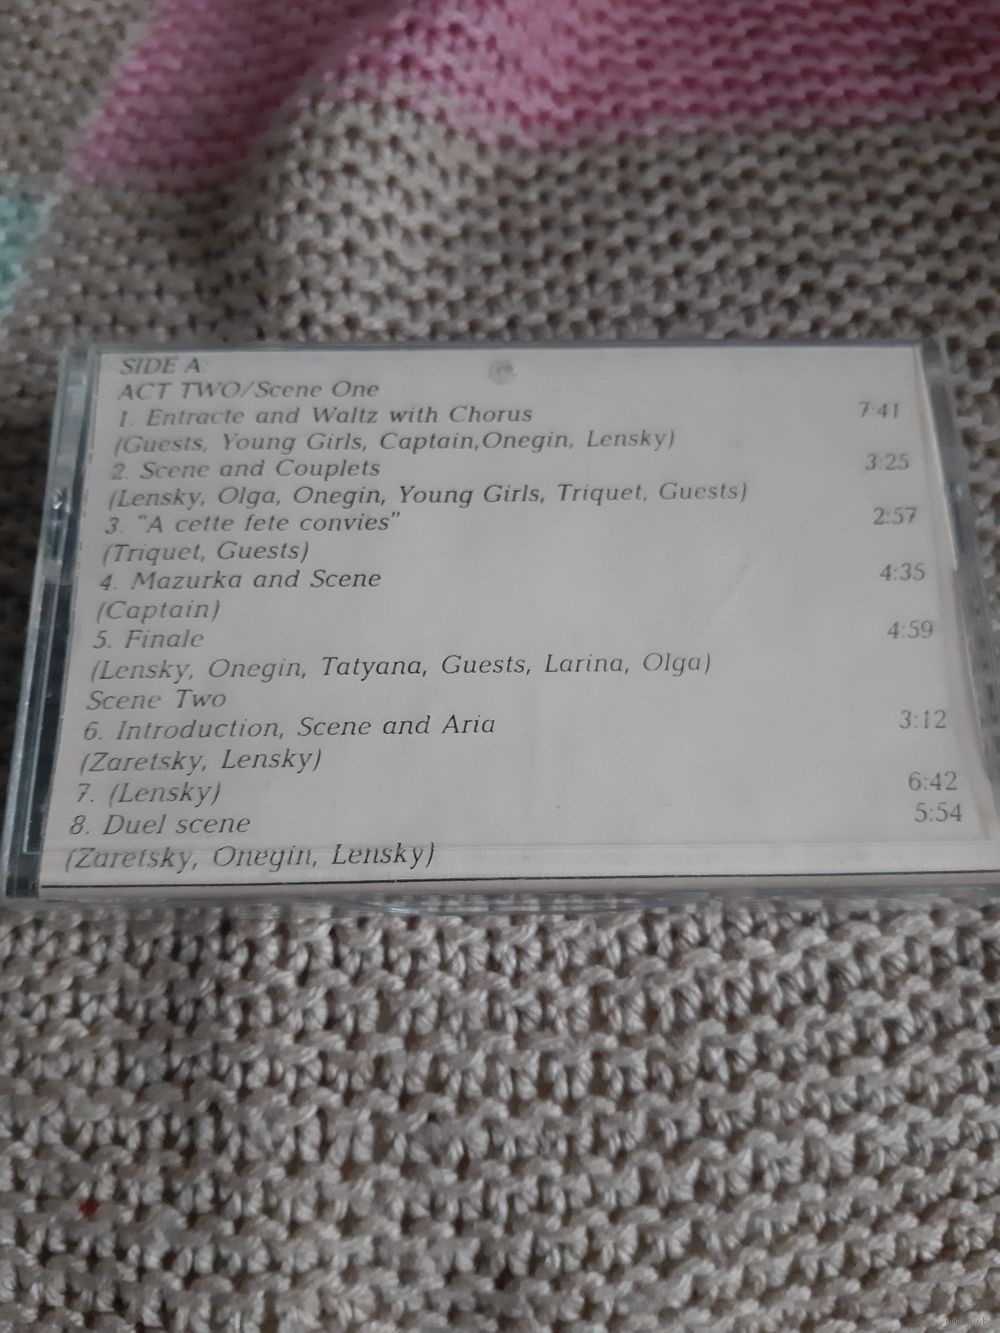 SIDE A:
ACT TWO/Scene One
1. Entracte and Waltz with Chorus 7:41
(Guests, Young Girls, Captain,Onegin, Lensky)
2. Scene and Couplets 3:25
(Lensky, Olga, Onegin, Young Girls, Triquet, Guests)
3. "A cette fete convies" 2:57
(Triquet, Guests)
4. Mazurka and Scene 4:35
(Captain)
5. Finale 4:59
(Lensky, Onegin, Tatyana, Guests, Larina, Olga)
Scene Two
6. Introduction, Scene and Aria 3:12
(Zaretsky, Lensky)
7. (Lensky) 6:42
8. Duel scene 5:54
(Zaretsky, Onegin, Lensky)